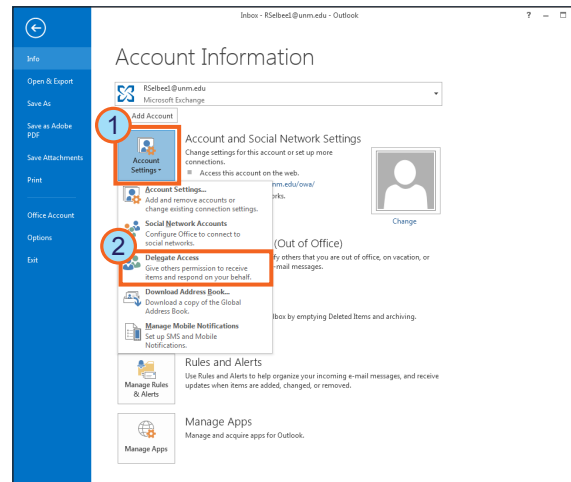 Inbox - RSelbee1@unm.edu - Outlook
?
Info
Open & Export
Save As
Save as Adobe
PDF
Save Attachments
Print
Office Account
Options
Exit
Account Information
RSelbee1@unm.edu
Microsoft Exchange
Add Account
1
Account
Settings
Account and Social Network Settings
Change settings for this account or set up more
connections.
Access this account on the web.
nm.edu/owa/
orks.
Change
Account Settings...
Add and remove accounts or
change existing connection settings.
Social Network Accounts
Configure Office to connect to
social networks.
2
Delegate Access
Give others permission to receive
items and respond on your behalf.
Download Address Book...
Download a copy of the Global
Address Book.
Manage Mobile Notifications
Set up SMS and Mobile
Notifications.
(Out of Office)
fy others that you are out of office, on vacation, or
e-mail messages.
lbox by emptying Deleted Items and archiving.
Manage Rules
& Alerts
Rules and Alerts
Use Rules and Alerts to help organize your incoming e-mail messages, and receive
updates when items are added, changed, or removed.
Manage Apps
Manage Apps
Manage and acquire apps for Outlook.